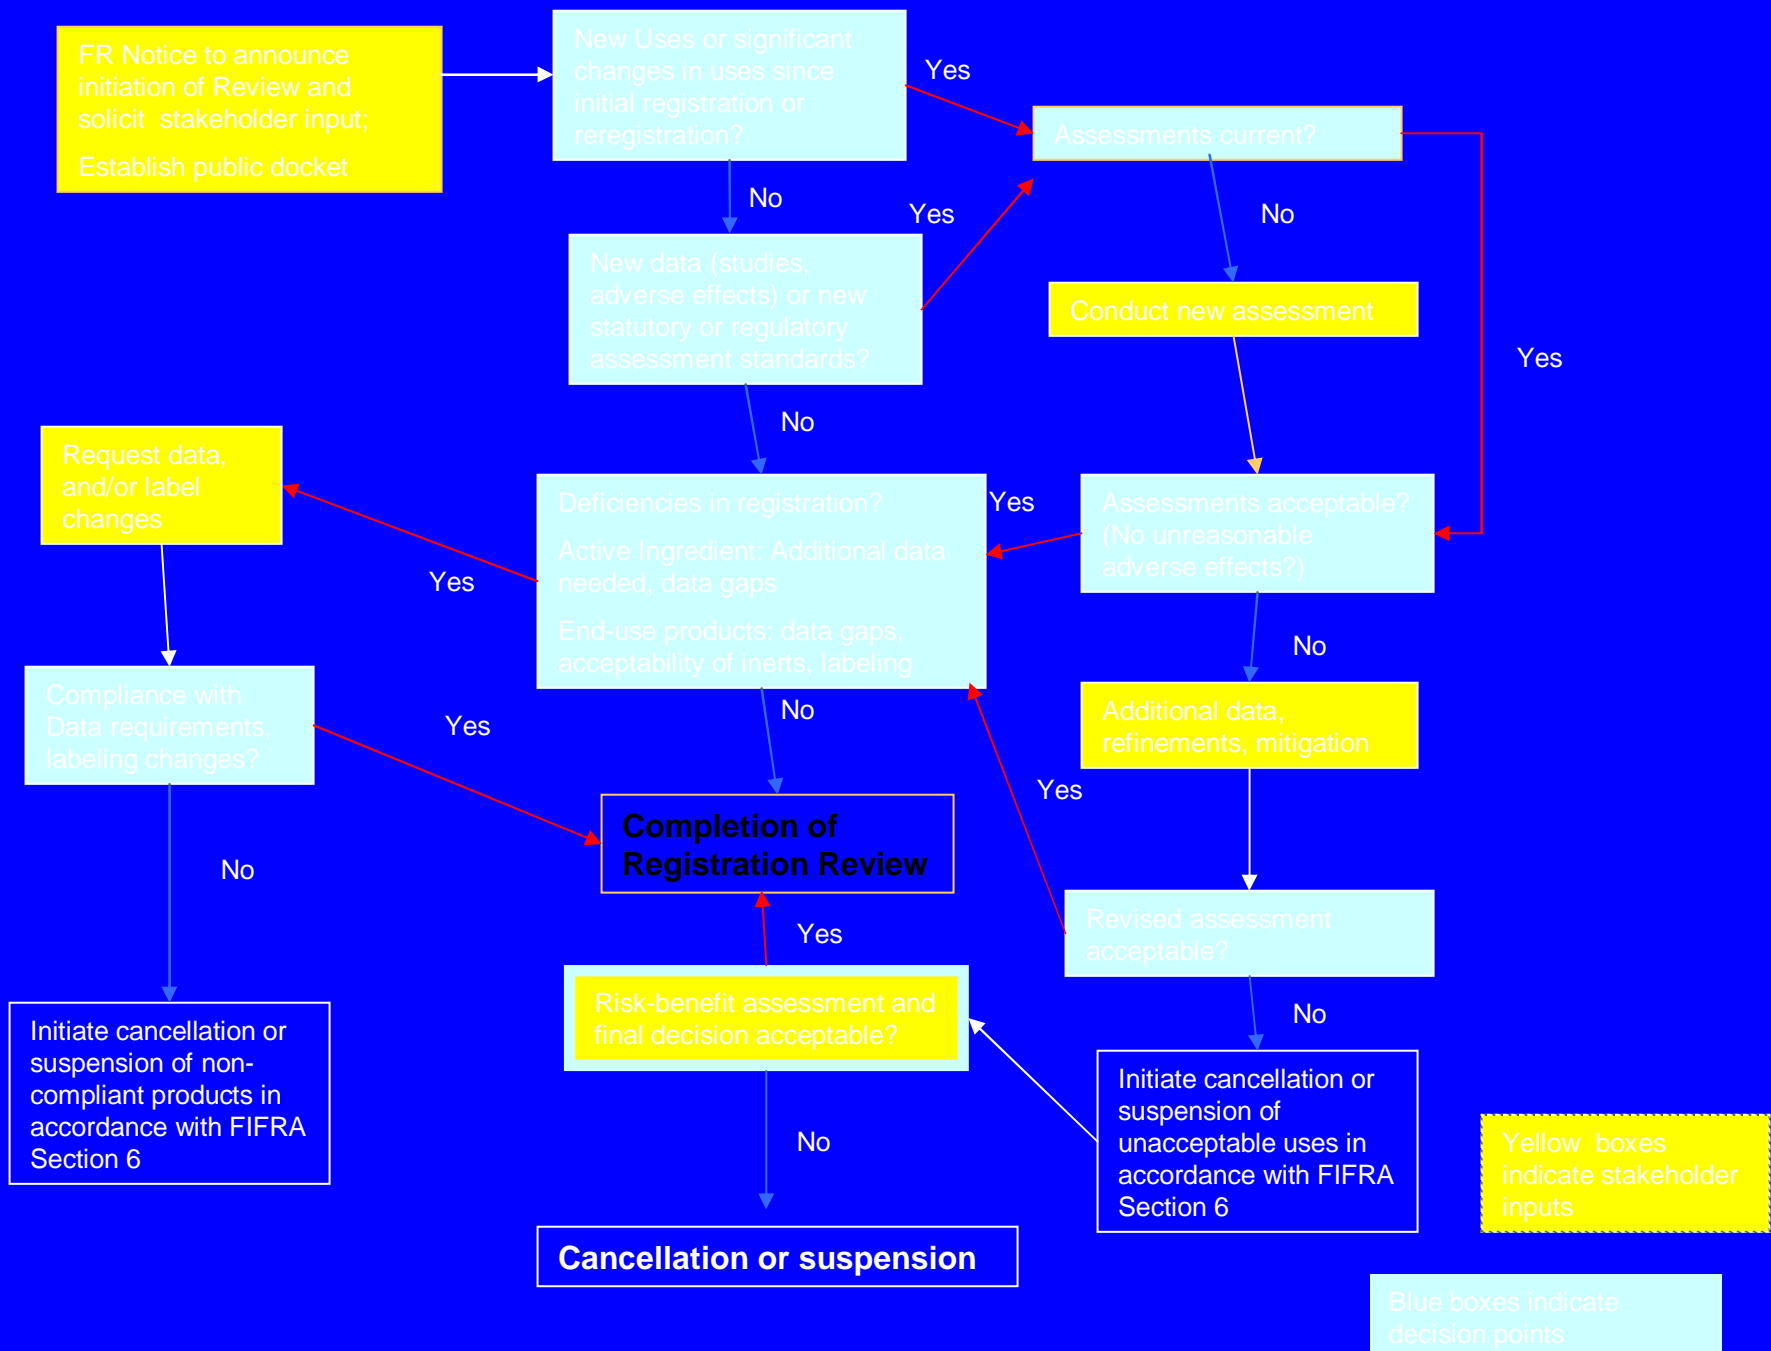 FR Notice to announce
initiation of Review and
solicit stakeholder input;
Establish public docket
New Uses or significant
changes in uses since
initial registration or
reregistration?
Yes
Assessments current?
No
Yes
No
New data (studies,
adverse effects) or new
statutory or regulatory
assessment standards?
Conduct new assessment
Yes
No
Request data,
and/or label
changes
Yes
Deficiencies in registration?
Active Ingredient: Additional data
needed, data gaps
End-use products: data gaps,
acceptability of inerts, labeling
Yes
Assessments acceptable?
(No unreasonable
adverse effects?)
No
Compliance with
Data requirements,
labeling changes?
Yes
No
Additional data,
refinements, mitigation
Yes
Completion of
Registration Review
No
Yes
Revised assessment
acceptable?
Risk-benefit assessment and
final decision acceptable?
No
Initiate cancellation or
suspension of non-
compliant products in
accordance with FIFRA
Section 6
No
Initiate cancellation or
suspension of
unacceptable uses in
accordance with FIFRA
Section 6
Cancellation or suspension
Yellow boxes
indicate stakeholder
inputs
Blue boxes indicate
decision points